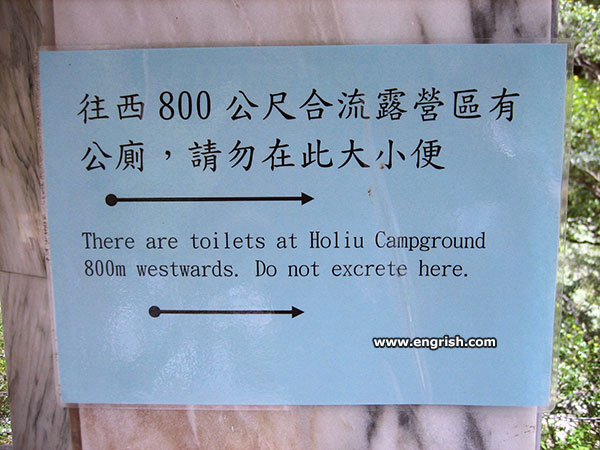 往西 800 公尺合流露營區有
公廁，請勿在此大小便
There are toilets at Holiu Campground
800m westwards. Do not excrete here.
www.engrish.com